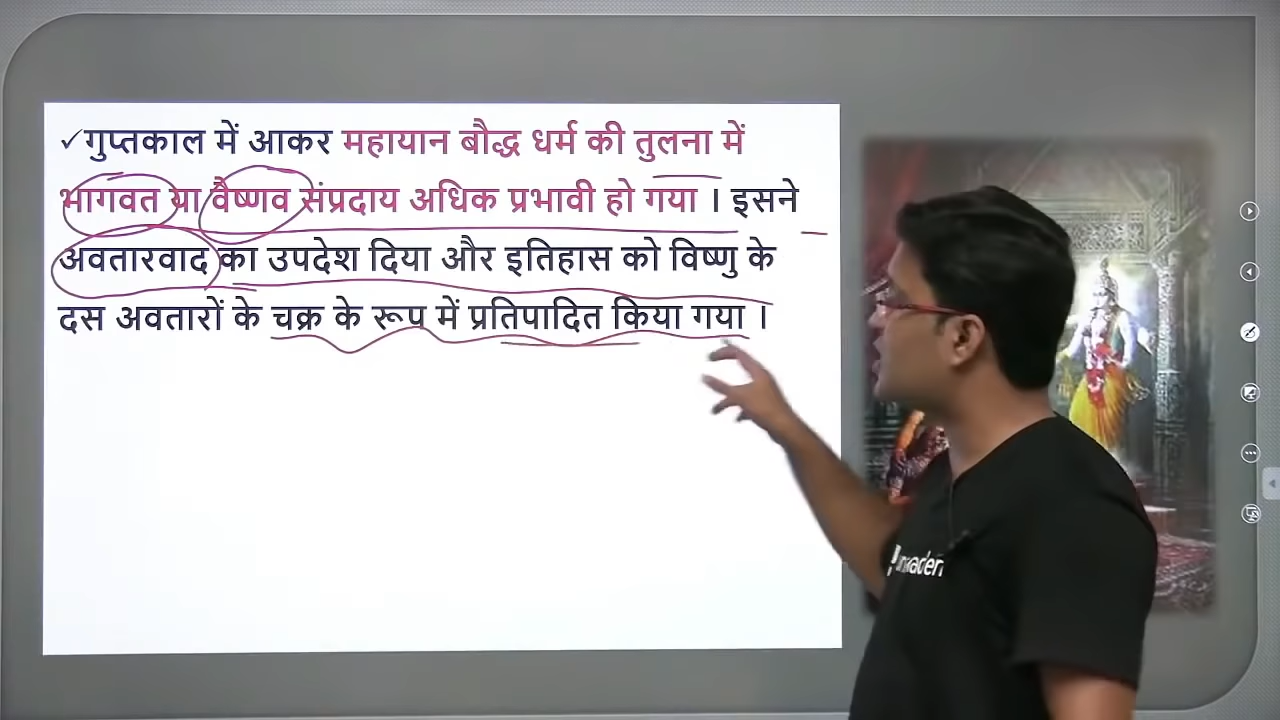 ✓गुप्तकाल में आकर महायान बौद्ध धर्म की तुलना में
भागवत या वैष्णव संप्रदाय अधिक प्रभावी हो गया । इसने
अवतारवाद का उपदेश दिया और इतिहास को विष्णु के
दस अवतारों के चक्र के रूप में प्रतिपादित किया गया ।